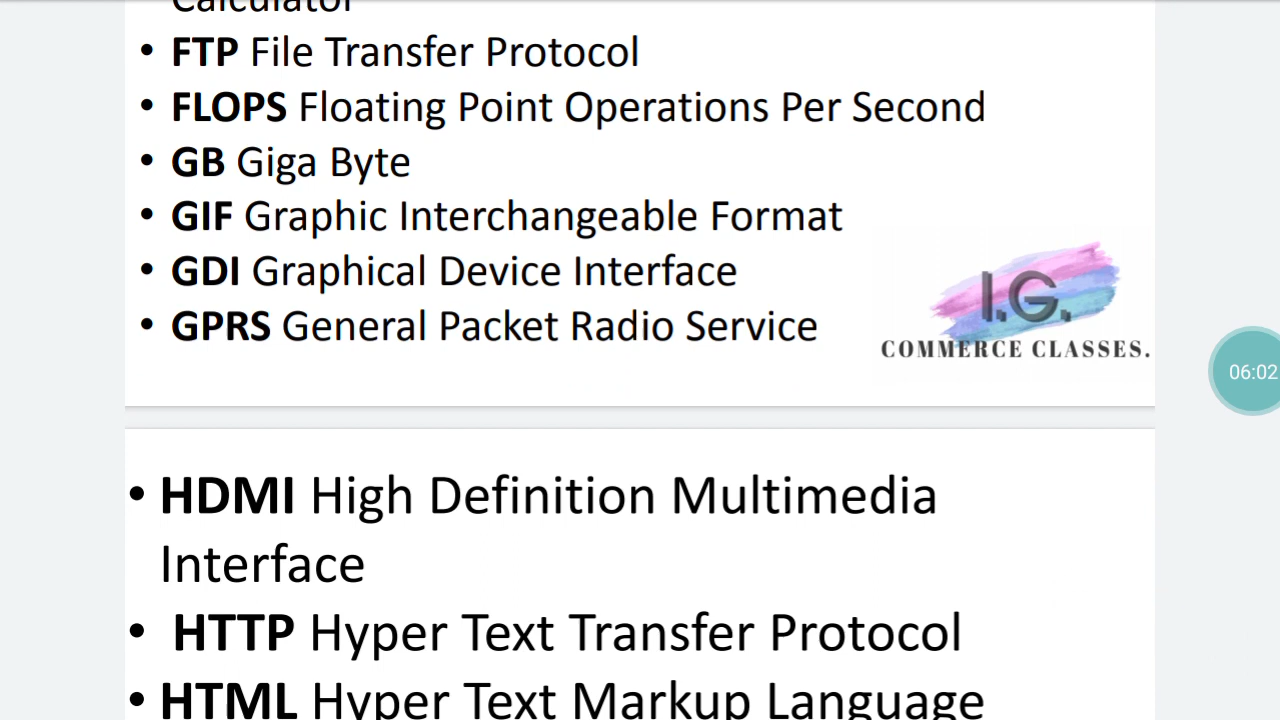 Calculator
• FTP File Transfer Protocol
• FLOPS Floating Point Operations Per Second
• GB Giga Byte
• GIF Graphic Interchangeable Format
• GDI Graphical Device Interface
• GPRS General Packet Radio Service
I.G.
COMMERCE CLASSES.
06:02
• HDMI High Definition Multimedia
Interface
• HTTP Hyper Text Transfer Protocol
• HTML Hyper Text Markup Language